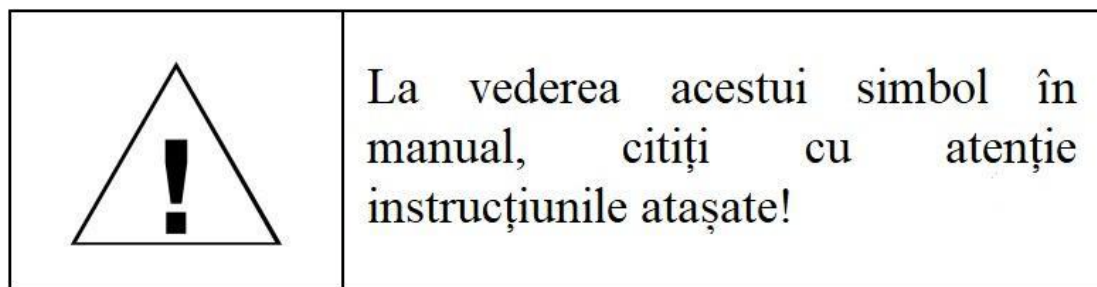 La vederea acestui simbol în
manual, citiți cu atenție
instrucțiunile atașate!